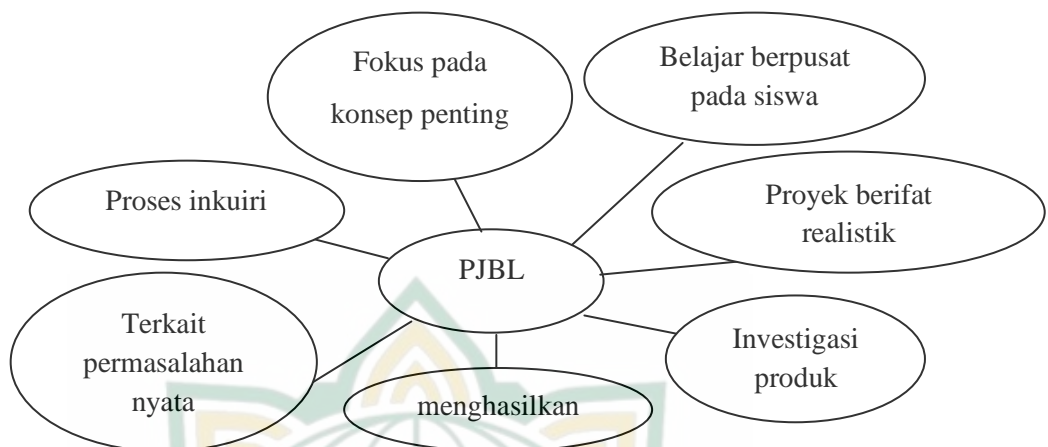 Fokus pada
konsep penting
Belajar berpusat
pada siswa
Proses inkuiri
Proyek berifat
realistik
PJBL
Terkait
permasalahan
nyata
Investigasi
produk
menghasilkan